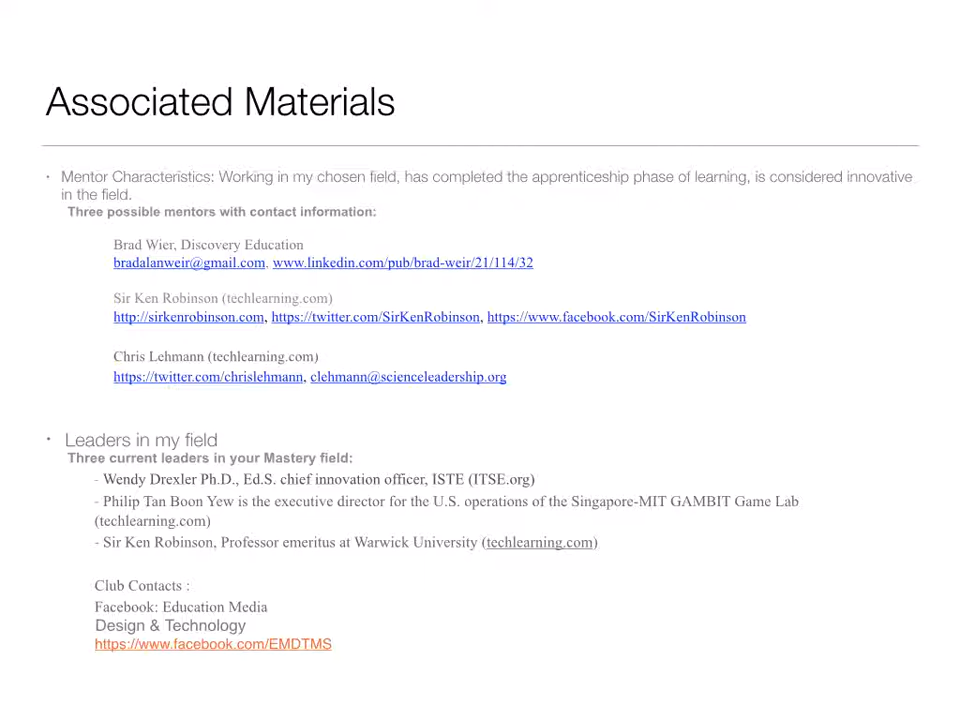 Associated Materials
• Mentor Characteristics: Working in my chosen field, has completed the apprenticeship phase of learning, is considered innovative
in the field.
Three possible mentors with contact information:
Brad Wier, Discovery Education
bradalanweir@gmail.com, www.linkedin.com/pub/brad-weir/21/114/32
Sir Ken Robinson (techlearning.com)
http://sirkenrobinson.com, https://twitter.com/SirKenRobinson, https://www.facebook.com/SirKenRobinson
Chris Lehmann (techlearning.com)
https://twitter.com/chrislehmann, clehmann@scienceleadership.org
• Leaders in my field
Three current leaders in your Mastery field:
- Wendy Drexler Ph.D., Ed.S. chief innovation officer, ISTE (ITSE.org)
- Philip Tan Boon Yew is the executive director for the U.S. operations of the Singapore-MIT GAMBIT Game Lab
(techlearning.com)
- Sir Ken Robinson, Professor emeritus at Warwick University (techlearning.com)
Club Contacts :
Facebook: Education Media
Design & Technology
https://www.facebook.com/EMDTMS